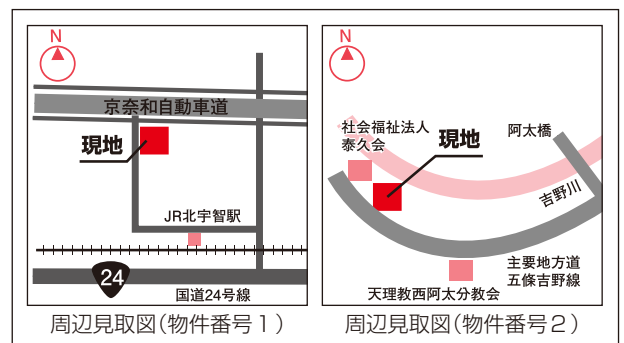 N
京奈和自動車道
現地
JR北宇智駅
24
国道24号線
周辺見取図(物件番号1)
N
社会福祉法人
泰久会
現地
阿太橋
吉野川
主要地方道
五條吉野線
天理教西阿太分教会
周辺見取図(物件番号2)